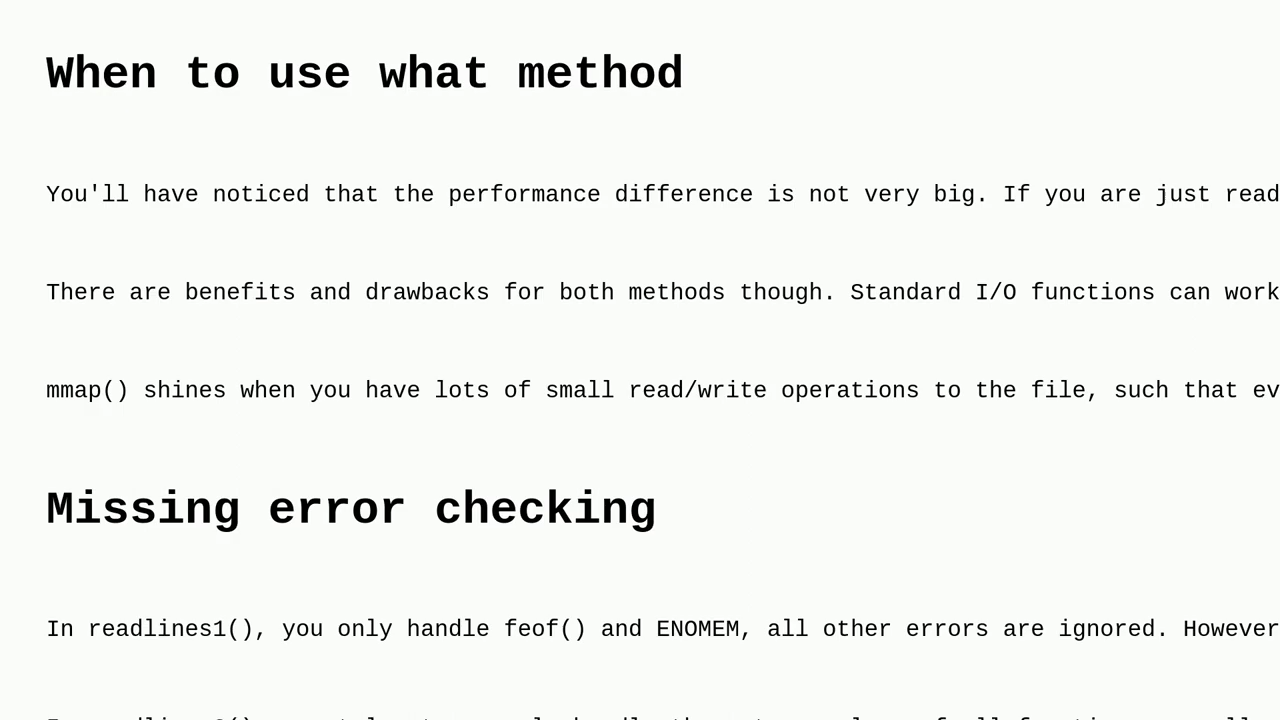 When to use what method
You'll have noticed that the performance difference is not very big. If you are just read
There are benefits and drawbacks for both methods though. Standard I/O functions can work
mmap() shines when you have lots of small read/write operations to the file, such that ev
Missing error checking
In readlines1(), you only handle feof() and ENOMEM, all other errors are ignored. However